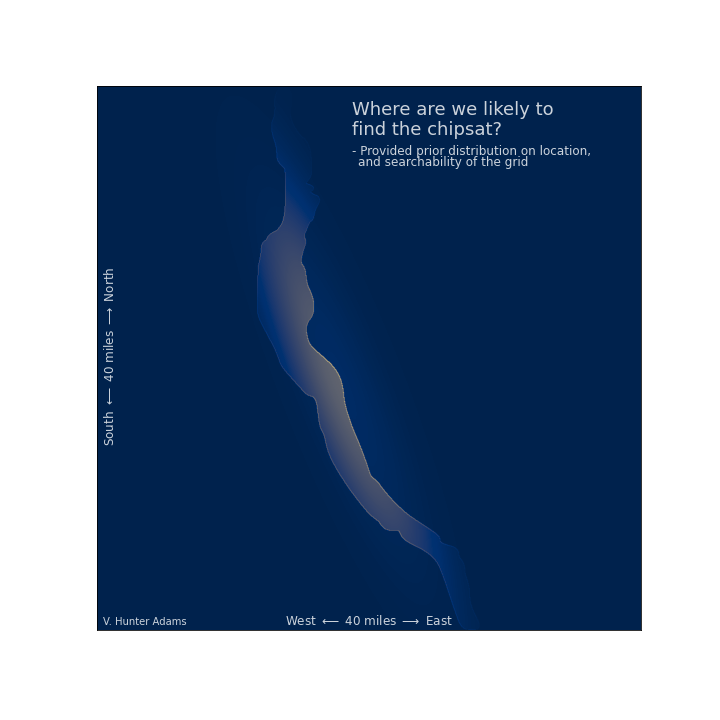 Where are we likely to
find the chipsat?
- Provided prior distribution on location,
and searchability of the grid
South ⟵ 40 miles ⟶ North
West ⟵ 40 miles ⟶ East
V. Hunter Adams